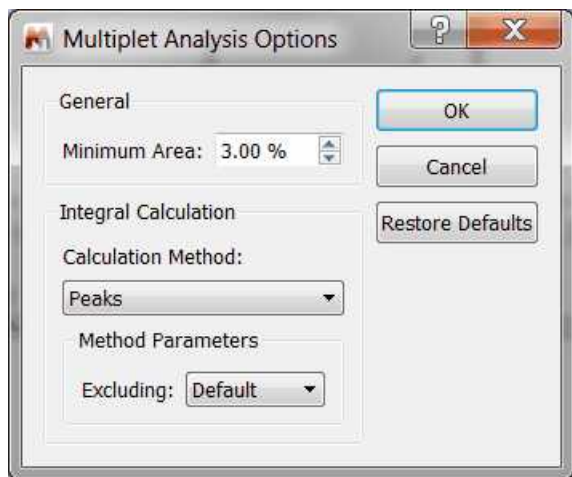 Multiplet Analysis Options
?
X
General
Minimum Area: 3.00 %
Integral Calculation
Calculation Method:
Peaks
Method Parameters
Excluding: Default
OK
Cancel
Restore Defaults